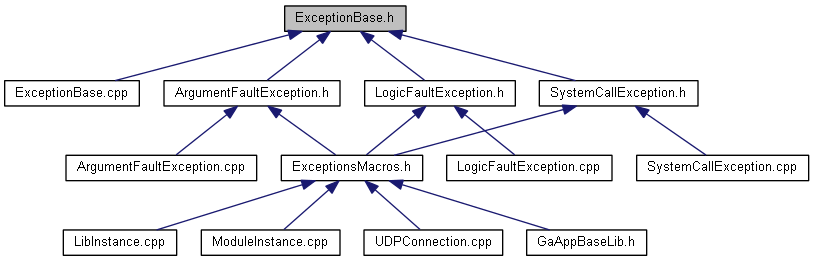 ExceptionBase.h
ExceptionBase.cpp
ArgumentFaultException.h
LogicFaultException.h
SystemCallException.h
ArgumentFaultException.cpp
ExceptionsMacros.h
LogicFaultException.cpp
SystemCallException.cpp
LibInstance.cpp
ModuleInstance.cpp
UDPConnection.cpp
GaAppBaseLib.h